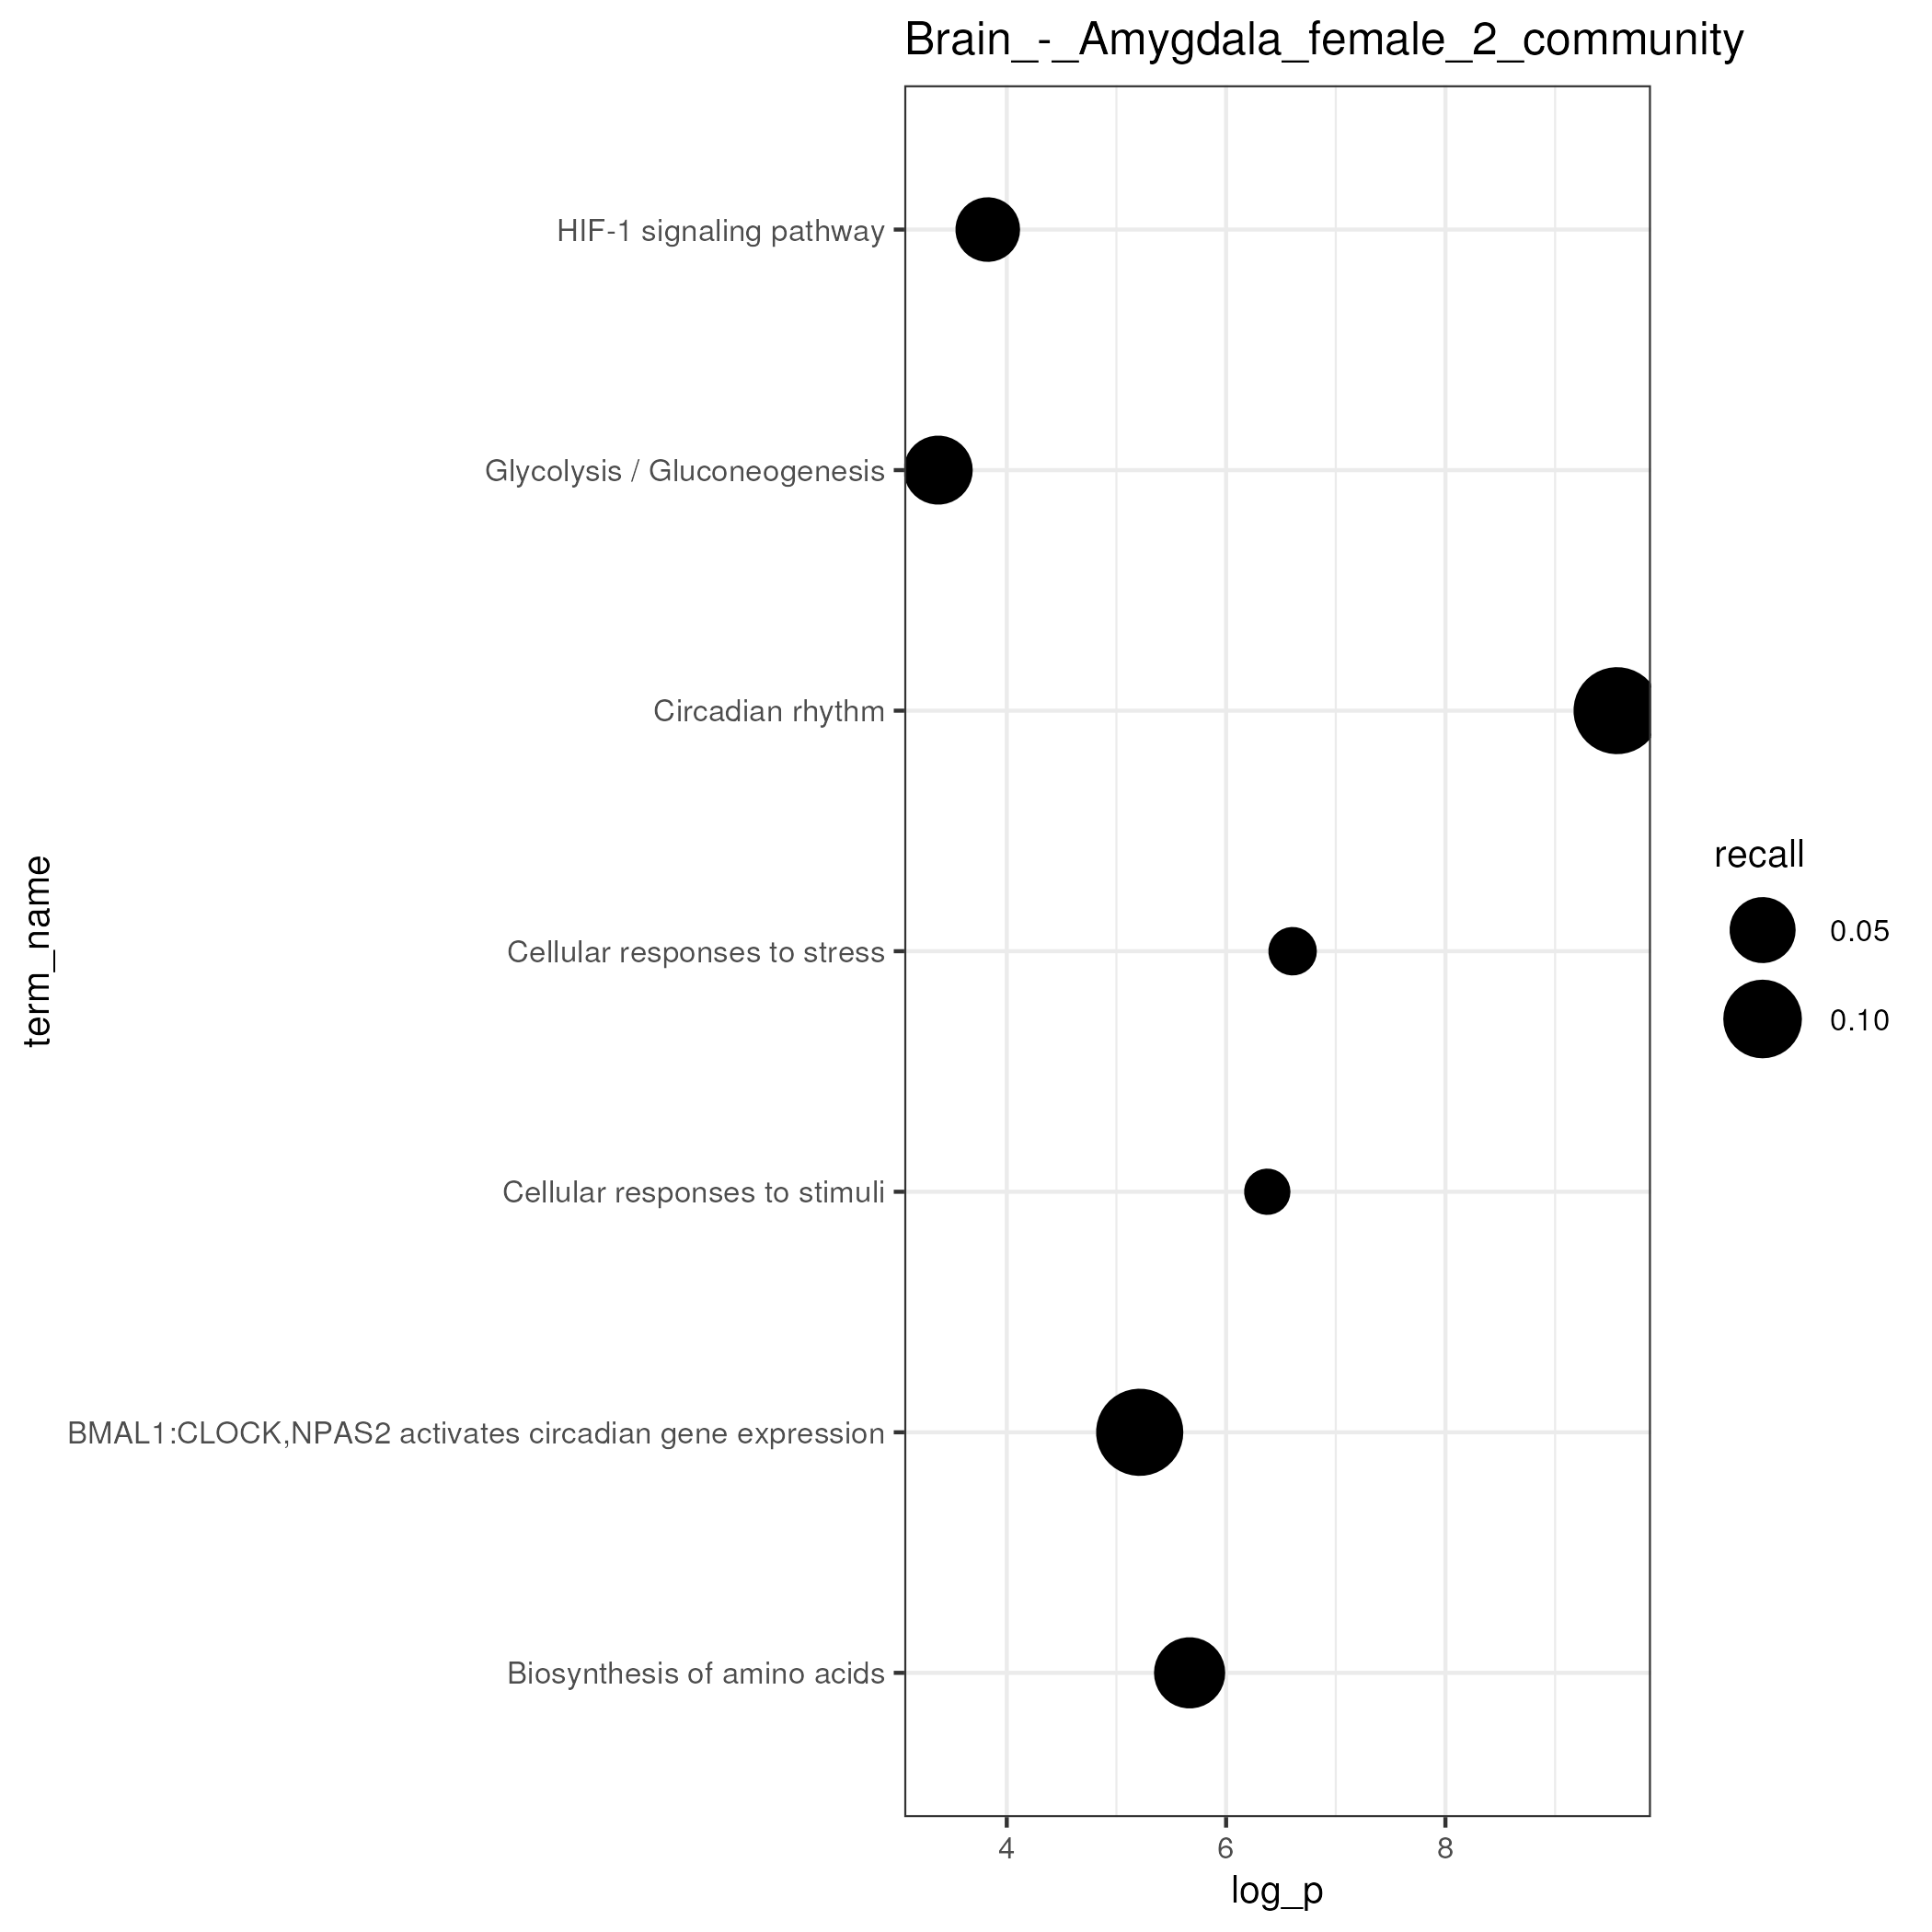 Brain_-_Amygdala_female_2_community
HIF-1 signaling pathway
Glycolysis / Gluconeogenesis
Circadian rhythm
Cellular responses to stress
Cellular responses to stimuli
BMAL1:CLOCK,NPAS2 activates circadian gene expression
Biosynthesis of amino acids
term_name
4
6
8
log_p
recall
0.05
0.10